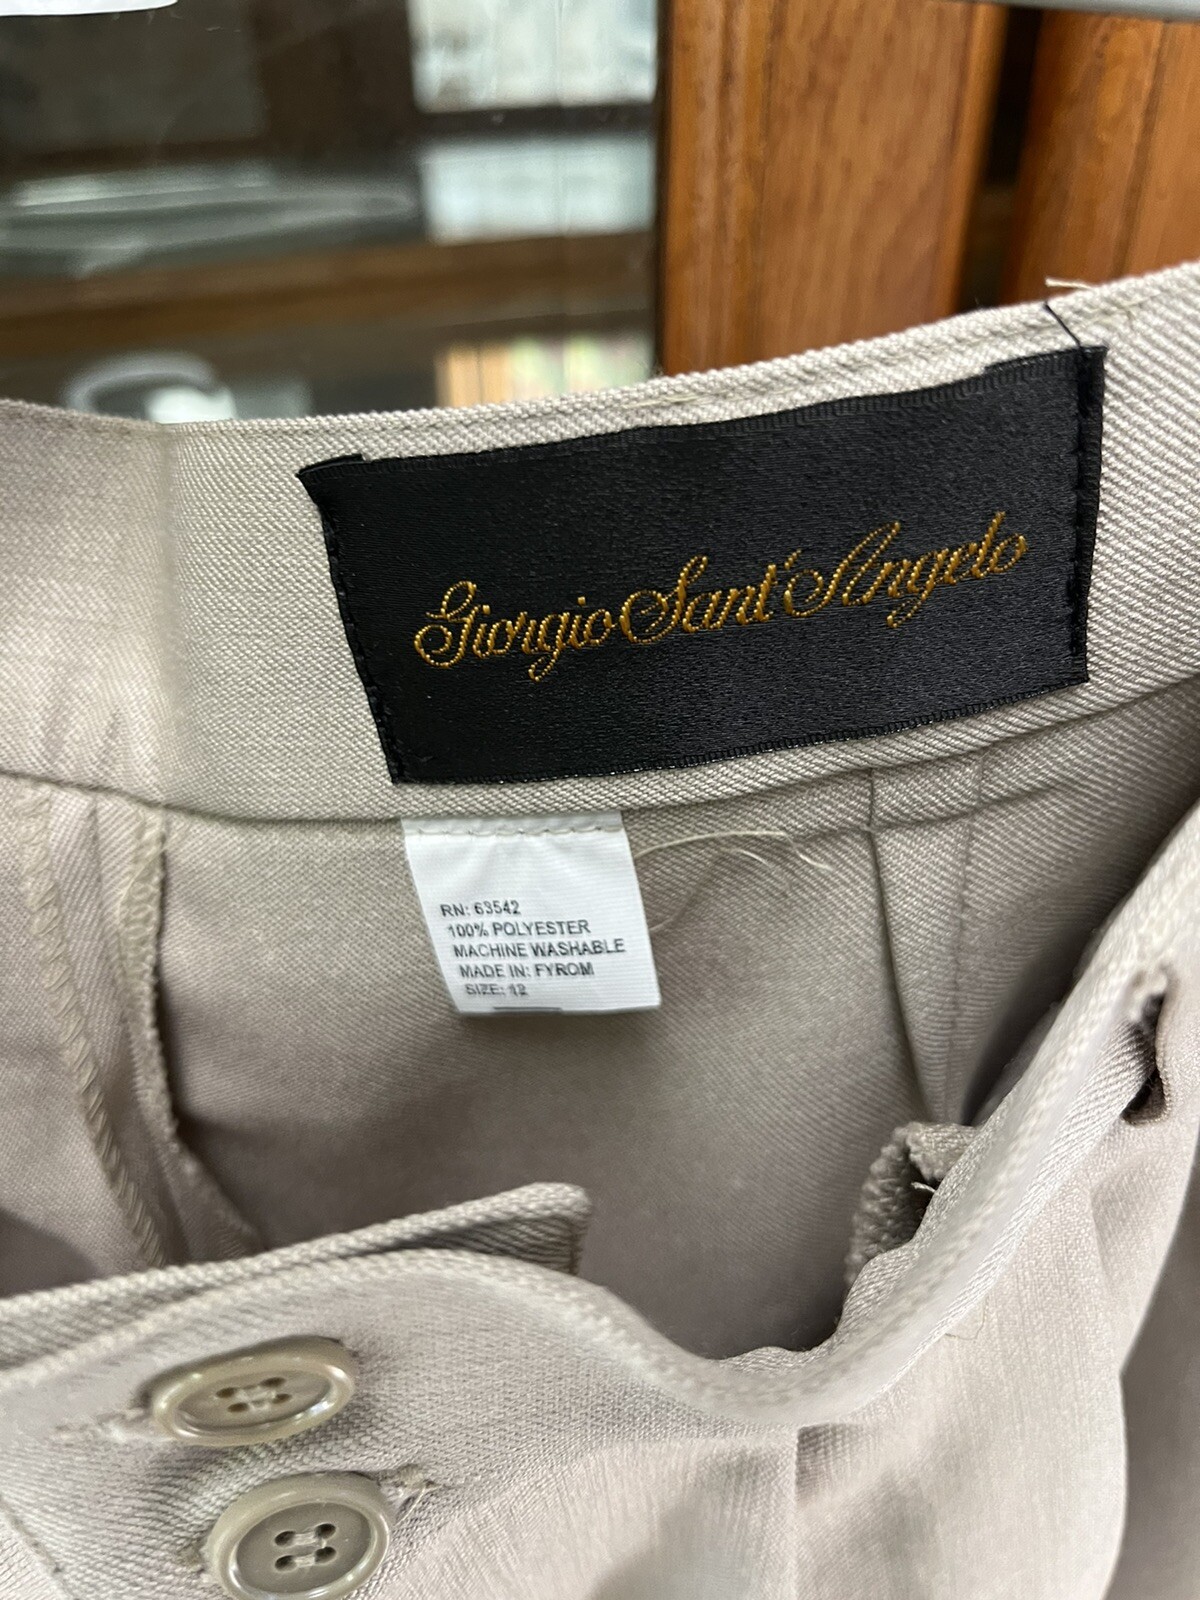 Giorgio Sant'Angelo
RN: 63542
100% POLYESTER
MACHINE WASHABLE
MADE IN: FYROM
SIZE: 12